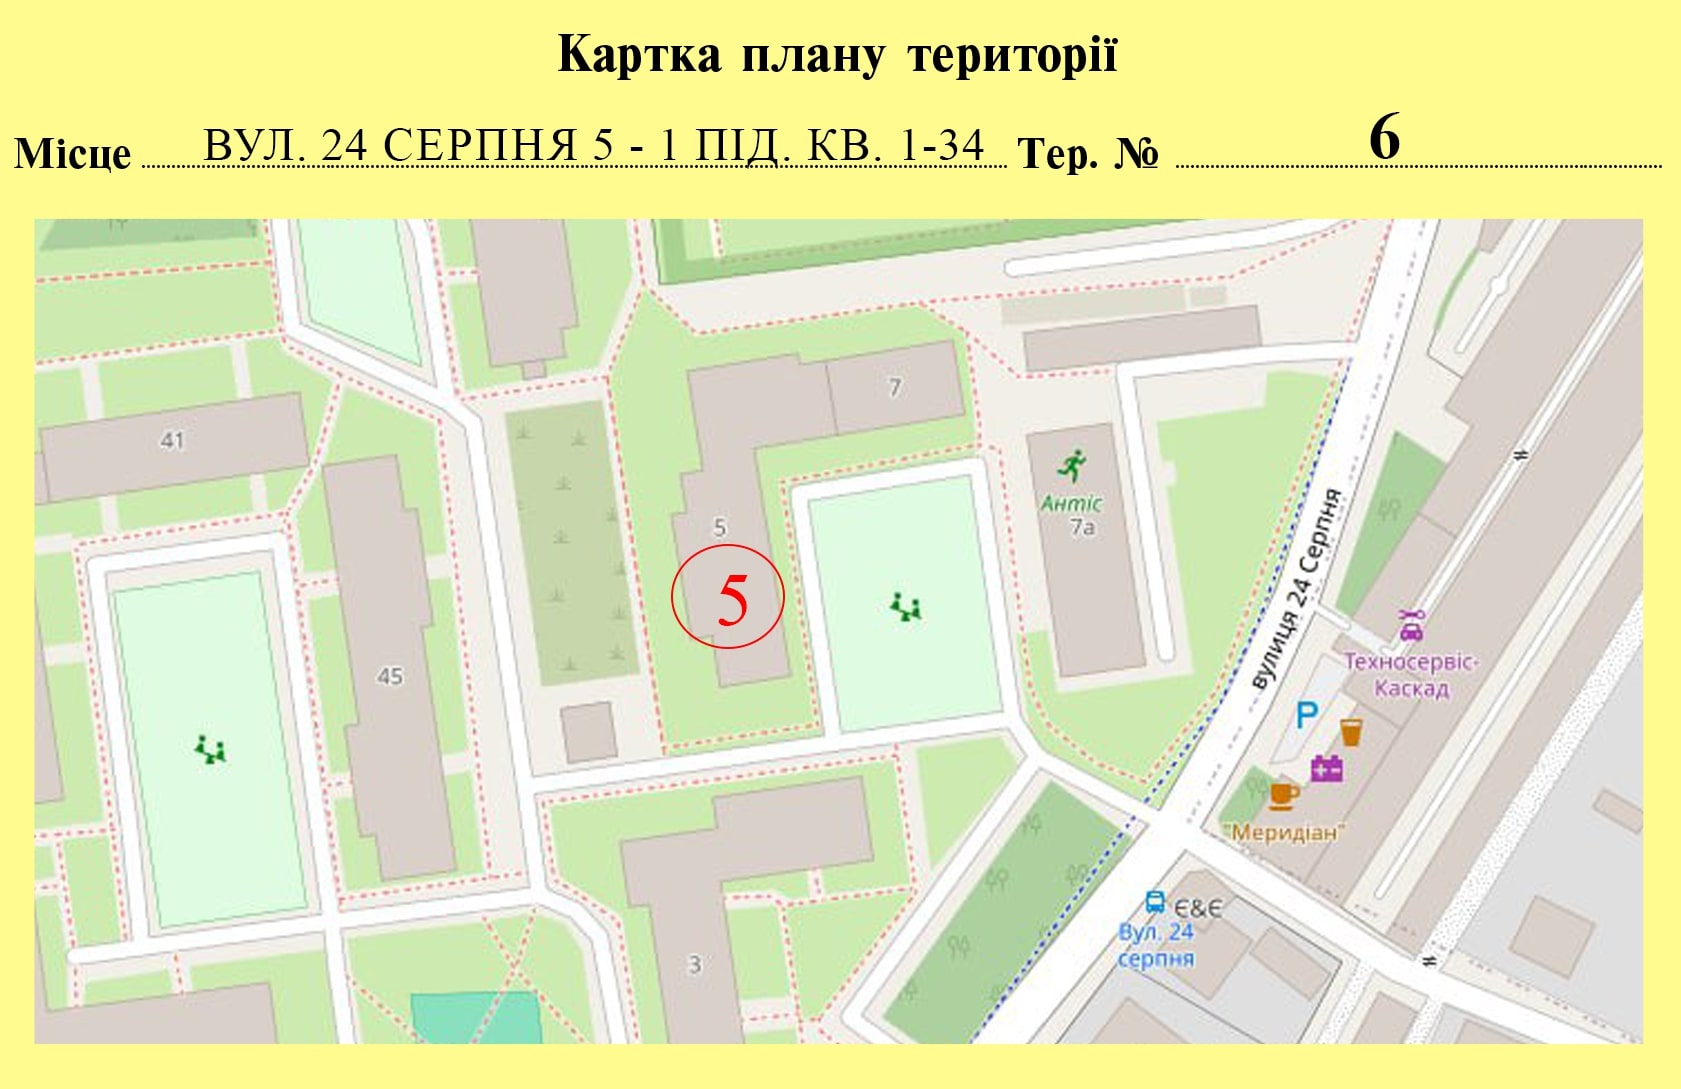 Картка плану території
Місце ВУЛ. 24 СЕРПНЯ 5 - 1 ПІД. КВ. 1-34 Тер. № 6
7
41
Антіс
7а
5
5
вулиця 24 Серпня
45
Техносервіс-
Каскад
P
"Меридіан"
Є&Є
Вул. 24
серпня
3